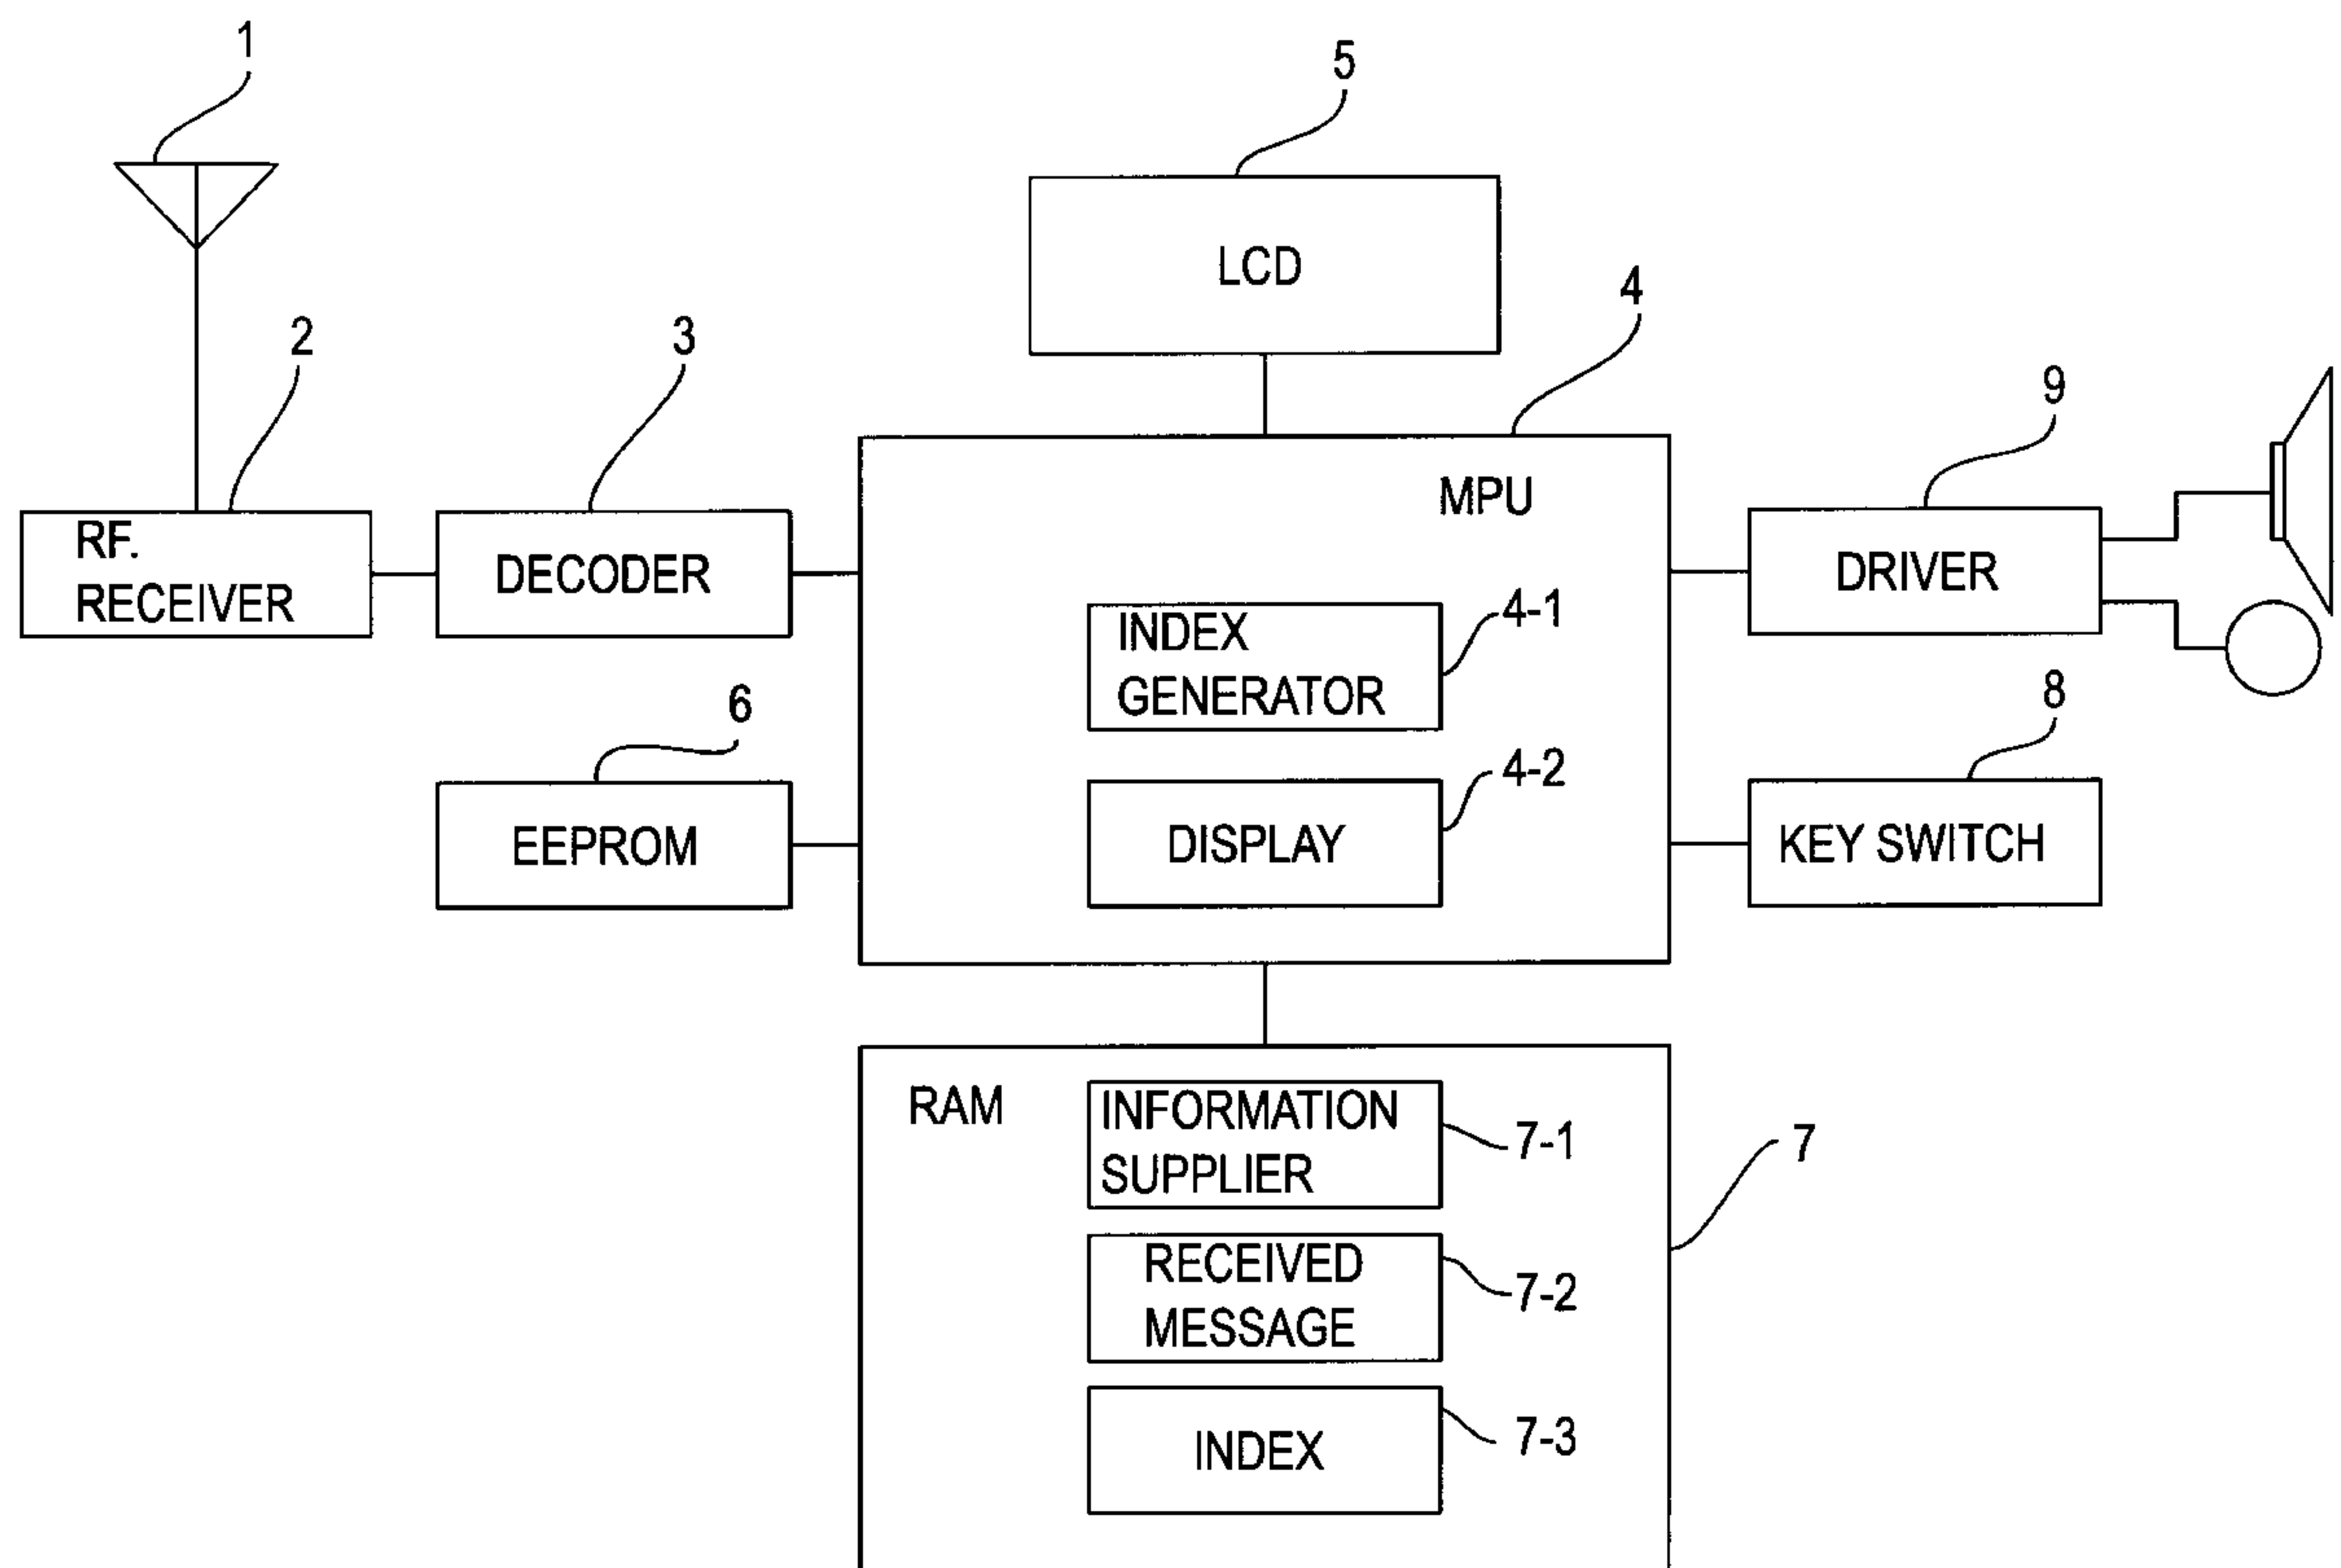 1
5
LCD
4
2
3
9
RF.
RECEIVER
DECODER
MPU
DRIVER
INDEX
GENERATOR
4-1
6
8
EEPROM
4-2
DISPLAY
KEY SWITCH
RAM
INFORMATION
SUPPLIER
7-1
7
RECEIVED
MESSAGE
7-2
INDEX
7-3